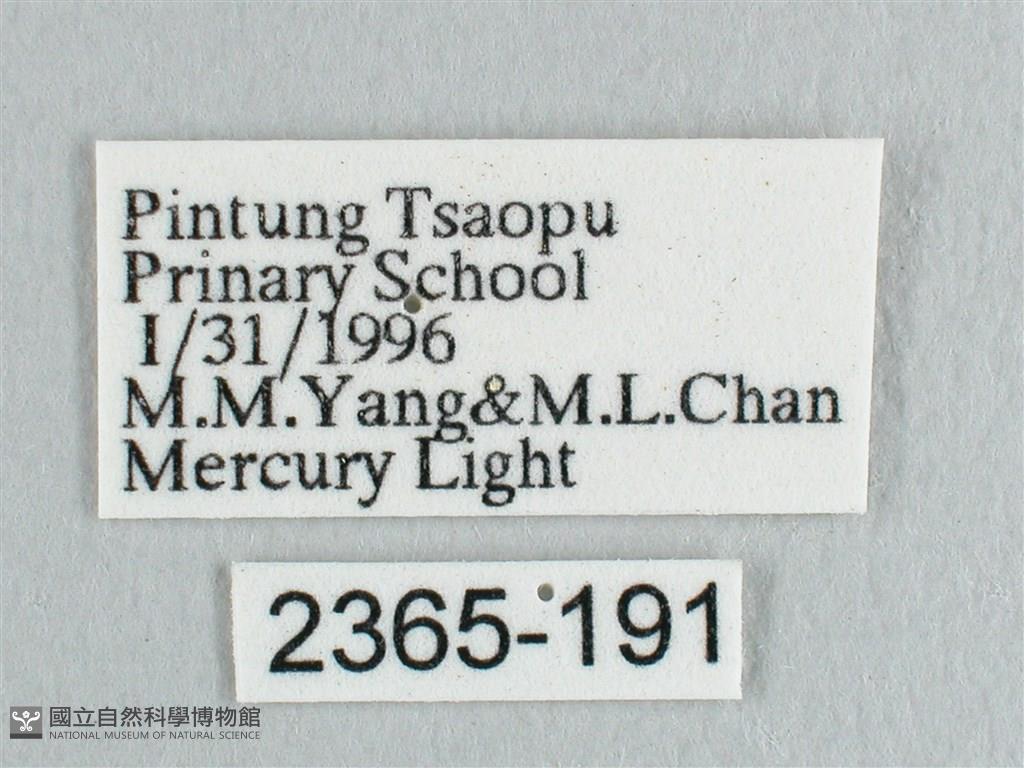 Pintung Tsaopu
Prinary School
1/31/1996
M.M.Yang&M.L.Chan
Mercury Light
2365-191
國立自然科學博物館
NATIONAL MUSEUM OF NATURAL SCIENCE